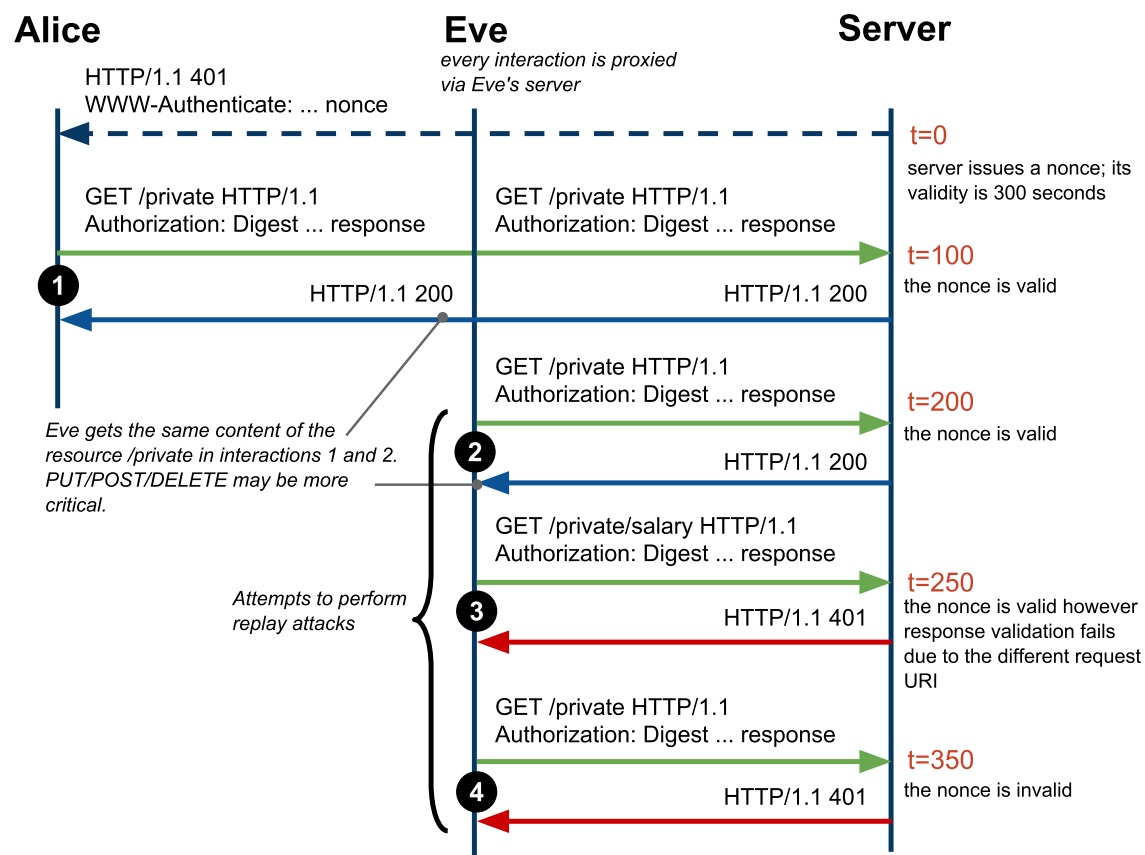 Alice
Eve
Server
every interaction is proxied
via Eve's server
HTTP/1.1 401
WWW-Authenticate: ... nonce
t=0
server issues a nonce; its
validity is 300 seconds
GET /private HTTP/1.1
Authorization: Digest ... response
GET /private HTTP/1.1
Authorization: Digest ... response
t=100
the nonce is valid
1
HTTP/1.1 200
HTTP/1.1 200
GET /private HTTP/1.1
Authorization: Digest ... response
t=200
the nonce is valid
Eve gets the same content of the
resource /private in interactions 1 and 2.
PUT/POST/DELETE may be more
critical.
2
HTTP/1.1 200
GET /private/salary HTTP/1.1
Authorization: Digest ... response
t=250
the nonce is valid however
response validation fails
due to the different request
URI
Attempts to perform
replay attacks
3
HTTP/1.1 401
GET /private HTTP/1.1
Authorization: Digest ... response
t=350
the nonce is invalid
4
HTTP/1.1 401